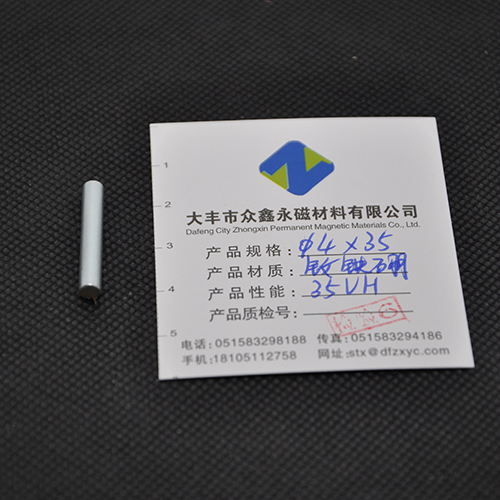 1
2
3
4
5
大丰市众鑫永磁材料有限公司
Dafeng City Zhongxin Permanent Magnetic Materials Co., Ltd.
产品规格: φ4×35
产品材质: 钕铁硼
产品性能: 35VH
产品质检号:
电话:051583298188 传真:051583294186
手机:18105112758 网址:stx@dfzxyc.com